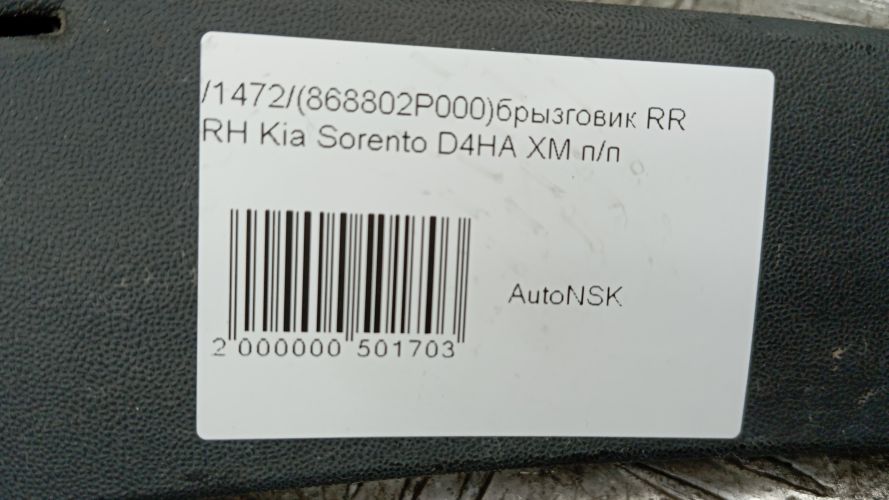 /1472/(868802P000)брызговик RR
RH Kia Sorento D4HA XM п/п
AutoNSK
2 000000 501703